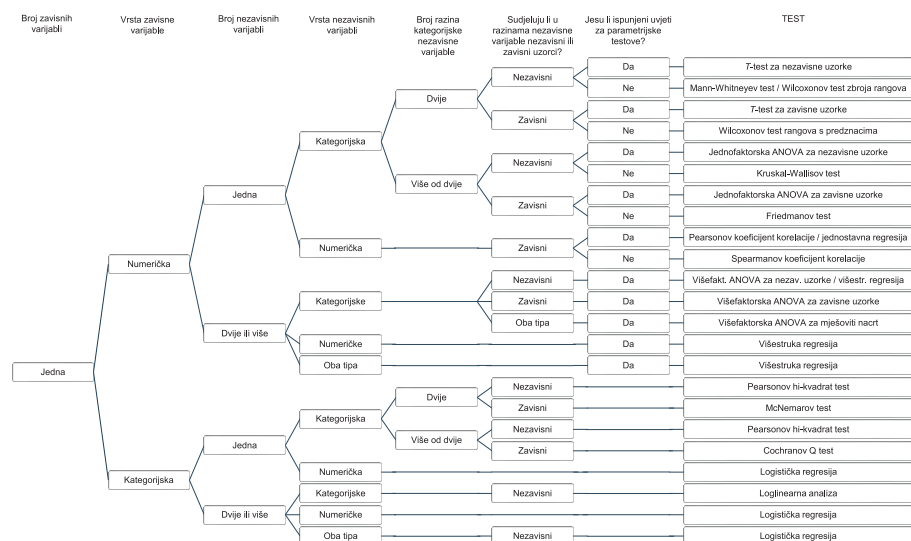 Broj zavisnih
varijabli
Vrsta zavisne
varijable
Broj nezavisnih
varijabli
Vrsta nezavisnih
varijabli
Broj razina
kategorijske
nezavisne
varijable
Sudjeluju li u
razinama nezavisne
varijable nezavisni ili
zavisni uzorci?
Jesu li ispunjeni uvjeti
za parametrijske
testove?
TEST
Jedna
Numerička
Jedna
Kategorijska
Dvije
Nezavisni
Da
T-test za nezavisne uzorke
Ne
Mann-Whitneyev test / Wilcoxonov test zbroja rangova
Zavisni
Da
T-test za zavisne uzorke
Ne
Wilcoxonov test rangova s predznacima
Više od dvije
Nezavisni
Da
Jednofaktorska ANOVA za nezavisne uzorke
Ne
Kruskal-Wallisov test
Zavisni
Da
Jednofaktorska ANOVA za zavisne uzorke
Ne
Friedmanov test
Numerička
Zavisni
Da
Pearsonov koeficijent korelacije / jednostavna regresija
Ne
Spearmanov koeficijent korelacije
Dvije ili više
Kategorijske
Nezavisni
Da
Višefakt. ANOVA za nezav. uzorke / višestr. regresija
Zavisni
Da
Višefaktorska ANOVA za zavisne uzorke
Oba tipa
Da
Višefaktorska ANOVA za mješoviti nacrt
Numeričke
Da
Višestruka regresija
Oba tipa
Da
Višestruka regresija
Kategorijska
Jedna
Kategorijska
Dvije
Nezavisni
Pearsonov hi-kvadrat test
Zavisni
McNemarov test
Više od dvije
Nezavisni
Pearsonov hi-kvadrat test
Zavisni
Cochranov Q test
Numerička
Logistička regresija
Dvije ili više
Kategorijske
Nezavisni
Loglinearna analiza
Numeričke
Logistička regresija
Oba tipa
Nezavisni
Logistička regresija